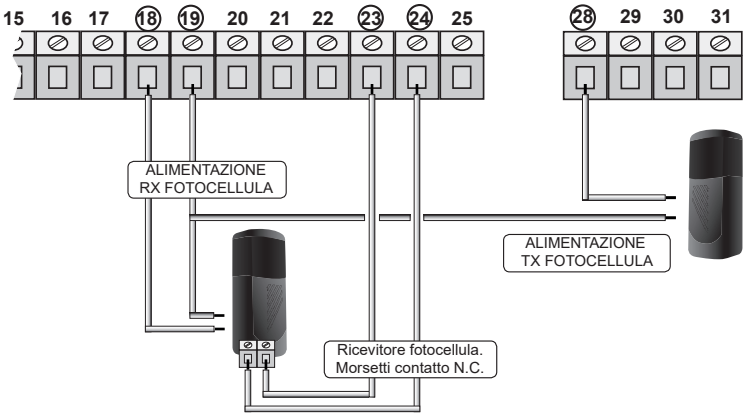 15 16 17 18 19 20 21 22 23 24 25 28 29 30 31
ALIMENTAZIONE
RX FOTOCELLULA
ALIMENTAZIONE
TX FOTOCELLULA
Ricevitore fotocellula.
Morsetti contatto N.C.